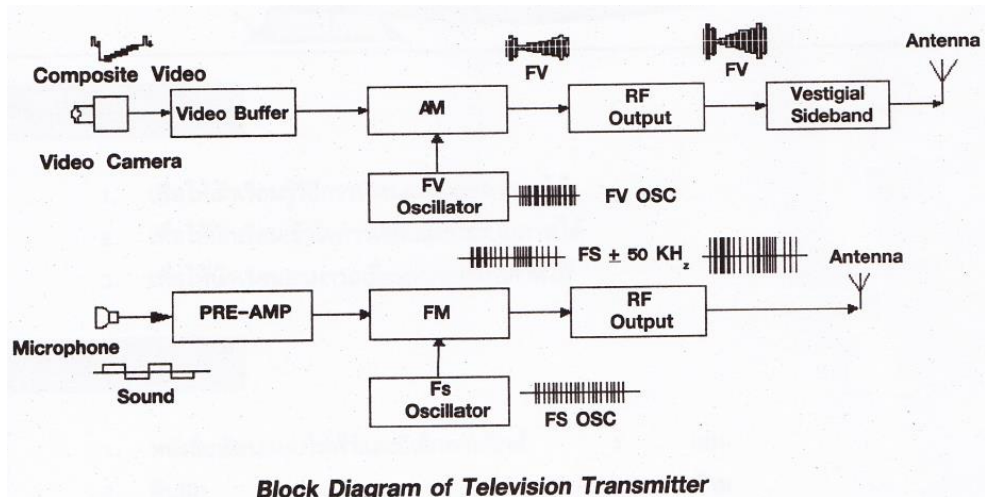 Composite Video
FV
FV
Antenna
Video Buffer
AM
RF
Output
Vestigial
Sideband
Video Camera
FV
Oscillator
FV OSC
FS ± 50 KHz
Antenna
PRE-AMP
FM
RF
Output
Microphone
Sound
Fs
Oscillator
FS OSC
Block Diagram of Television Transmitter